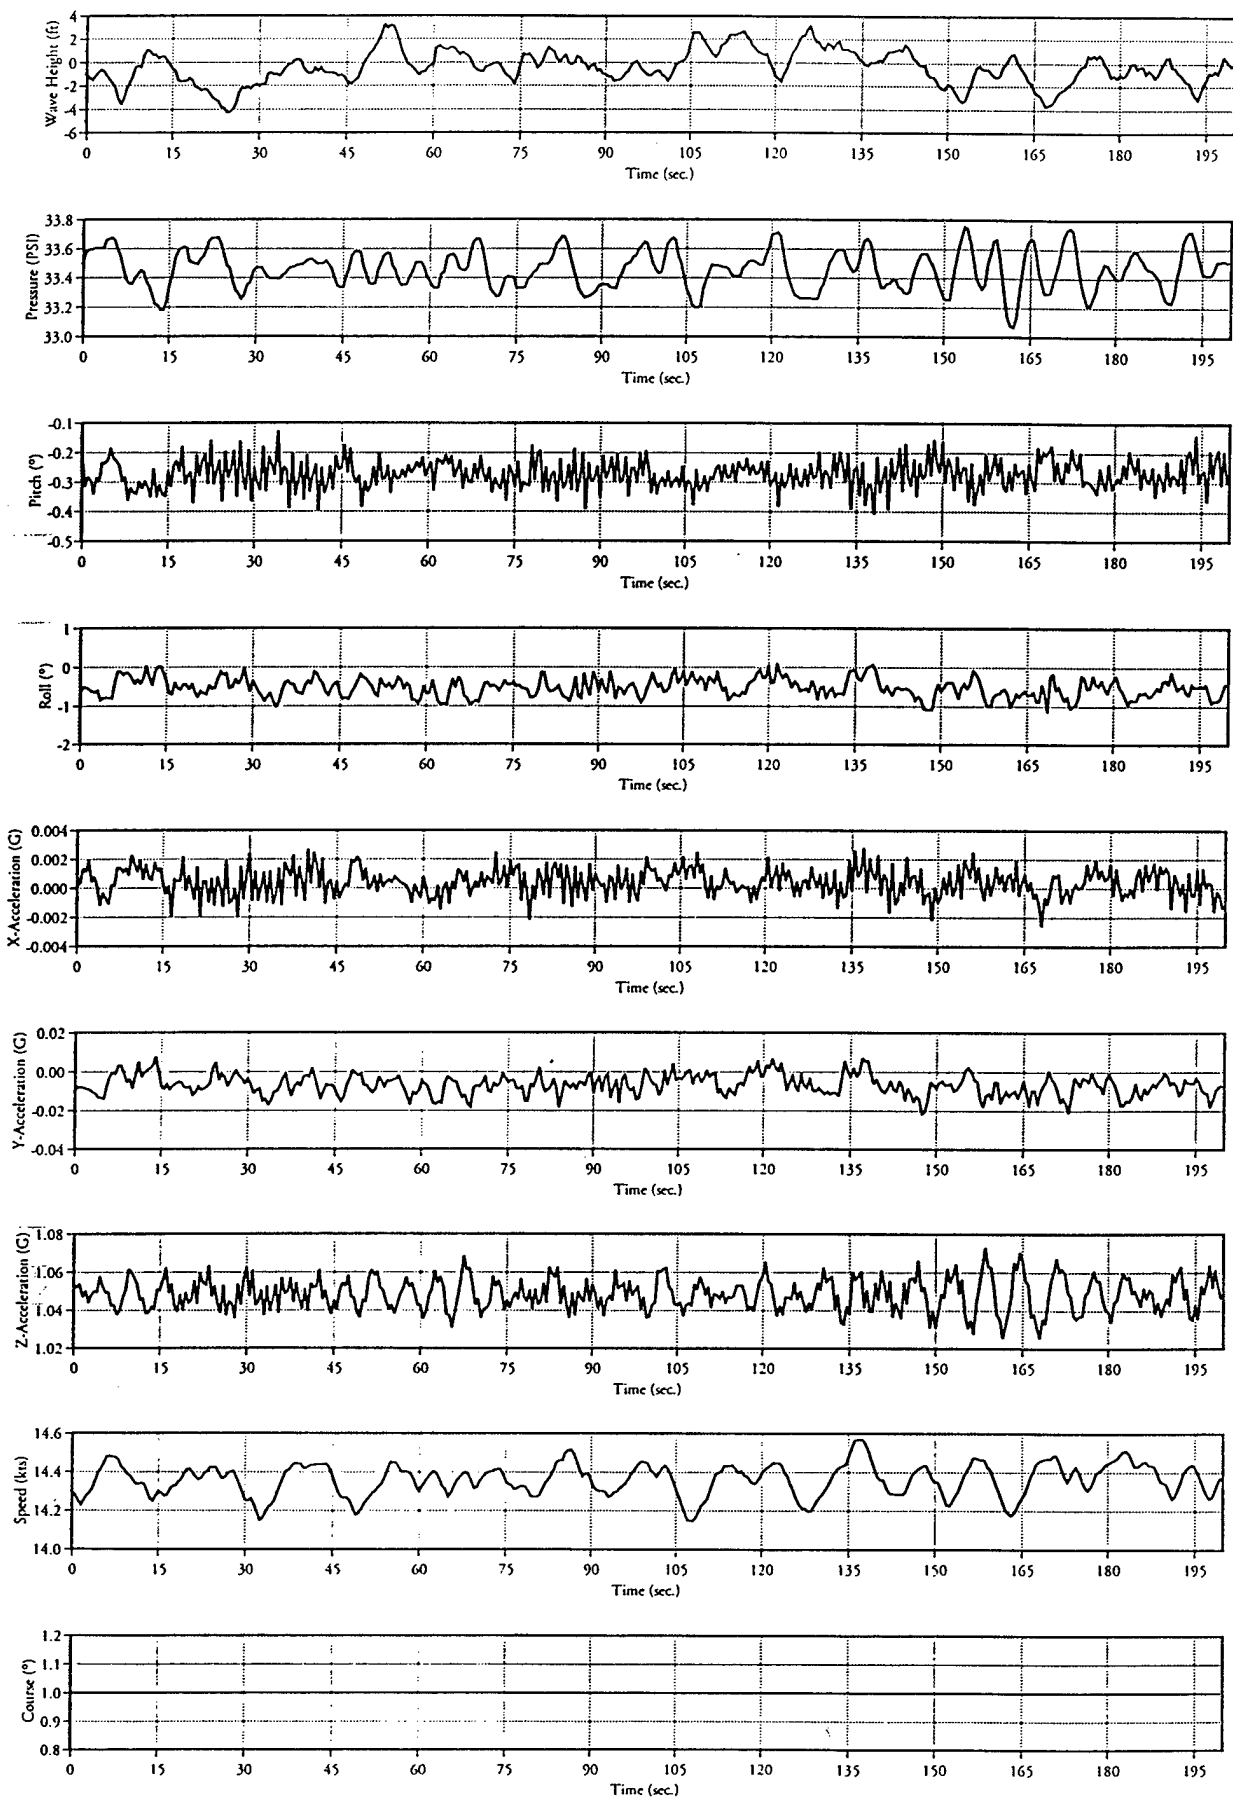 Wave Height (ft)
4
2
0
-2
-4
-6
0 15 30 45 60 75 90 105 120 135 150 165 180 195
Time (sec.)
Pressure (PSI)
33.8
33.6
33.4
33.2
33.0
0 15 30 45 60 75 90 105 120 135 150 165 180 195
Time (sec.)
Pitch (°)
-0.1
-0.2
-0.3
-0.4
-0.5
0 15 30 45 60 75 90 105 120 135 150 165 180 195
Time (sec.)
Roll (°)
1
0
-1
-2
0 15 30 45 60 75 90 105 120 135 150 165 180 195
Time (sec.)
X-Acceleration (G)
0.004
0.002
0.000
-0.002
-0.004
0 15 30 45 60 75 90 105 120 135 150 165 180 195
Time (sec.)
Y-Acceleration (G)
0.02
0.00
-0.02
-0.04
0 15 30 45 60 75 90 105 120 135 150 165 180 195
Time (sec.)
Z-Acceleration (G)
1.08
1.06
1.04
1.02
0 15 30 45 60 75 90 105 120 135 150 165 180 195
Time (sec.)
Speed (kts)
14.6
14.4
14.2
14.0
0 15 30 45 60 75 90 105 120 135 150 165 180 195
Time (sec.)
Course (°)
1.2
1.1
1.0
0.9
0.8
0 15 30 45 60 75 90 105 120 135 150 165 180 195
Time (sec.)